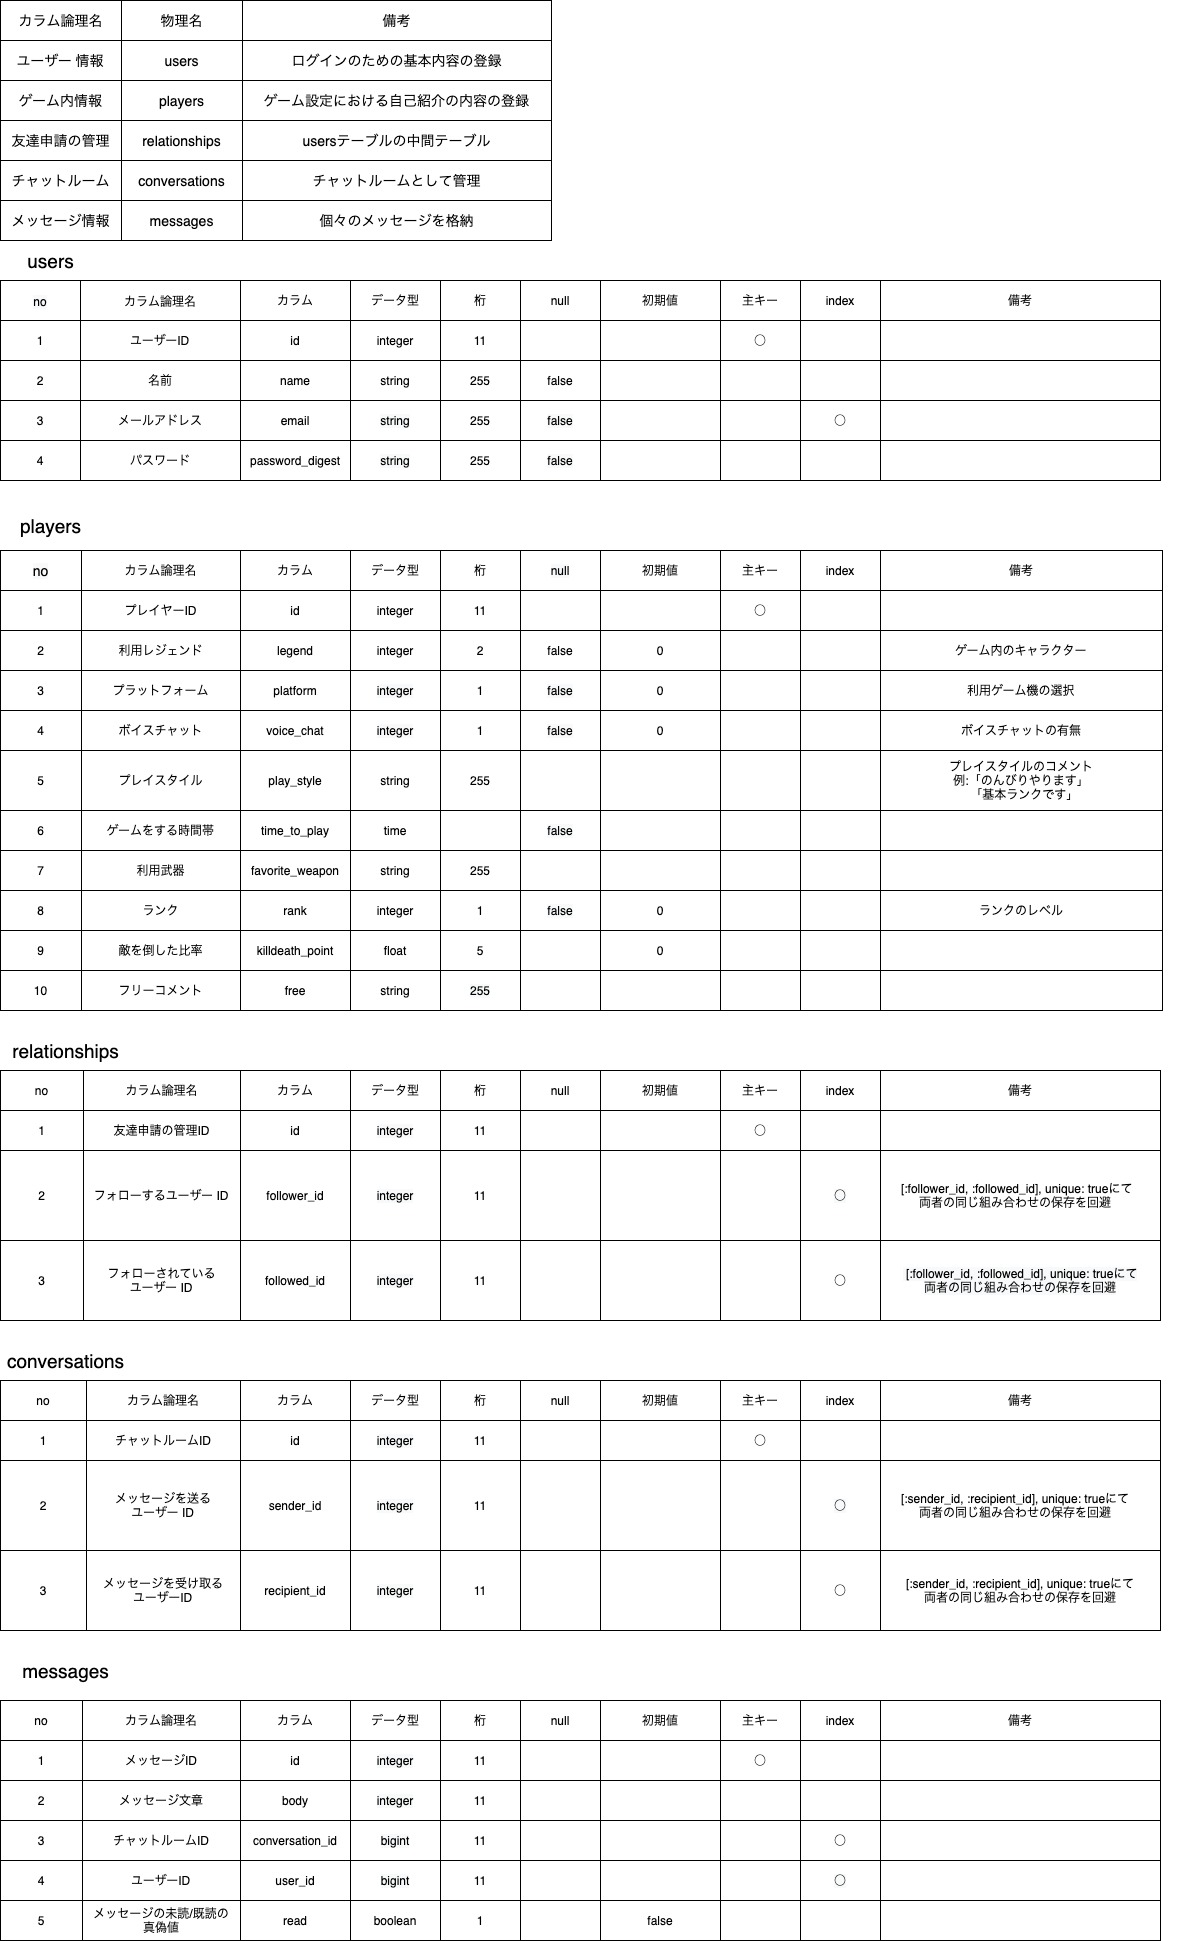 カラム論理名 物理名 備考
ユーザー 情報 users ログインのための基本内容の登録
ゲーム内情報 players ゲーム設定における自己紹介の内容の登録
友達申請の管理 relationships usersテーブルの中間テーブル
チャットルーム conversations チャットルームとして管理
メッセージ情報 messages 個々のメッセージを格納
users
no カラム論理名 カラム データ型 桁 null 初期値 主キー index 備考
1 ユーザーID id integer 11 〇
2 名前 name string 255 false
3 メールアドレス email string 255 false 〇
4 パスワード password_digest string 255 false
players
no カラム論理名 カラム データ型 桁 null 初期値 主キー index 備考
1 プレイヤーID id integer 11 〇
2 利用レジェンド legend integer 2 false 0 ゲーム内のキャラクター
3 プラットフォーム platform integer 1 false 0 利用ゲーム機の選択
4 ボイスチャット voice_chat integer 1 false 0 ボイスチャットの有無
5 プレイスタイル play_style string 255 プレイスタイルのコメント
例:「のんびりやります」
「基本ランクです」
6 ゲームをする時間帯 time_to_play time false
7 利用武器 favorite_weapon string 255
8 ランク rank integer 1 false 0 ランクのレベル
9 敵を倒した比率 killdeath_point float 5 0
10 フリーコメント free string 255
relationships
no カラム論理名 カラム データ型 桁 null 初期値 主キー index 備考
1 友達申請の管理ID id integer 11 〇
2 フォローするユーザー ID follower_id integer 11 〇 [:follower_id, :followed_id], unique: trueにて
両者の同じ組み合わせの保存を回避
3 フォローされている
ユーザー ID followed_id integer 11 〇 [:follower_id, :followed_id], unique: trueにて
両者の同じ組み合わせの保存を回避
conversations
no カラム論理名 カラム データ型 桁 null 初期値 主キー index 備考
1 チャットルームID id integer 11 〇
2 メッセージを送る
ユーザー ID sender_id integer 11 〇 [:sender_id, :recipient_id], unique: trueにて
両者の同じ組み合わせの保存を回避
3 メッセージを受け取る
ユーザーID recipient_id integer 11 〇 [:sender_id, :recipient_id], unique: trueにて
両者の同じ組み合わせの保存を回避
messages
no カラム論理名 カラム データ型 桁 null 初期値 主キー index 備考
1 メッセージID id integer 11 〇
2 メッセージ文章 body integer 11
3 チャットルームID conversation_id bigint 11 〇
4 ユーザーID user_id bigint 11 〇
5 メッセージの未読/既読の
真偽値 read boolean 1 false